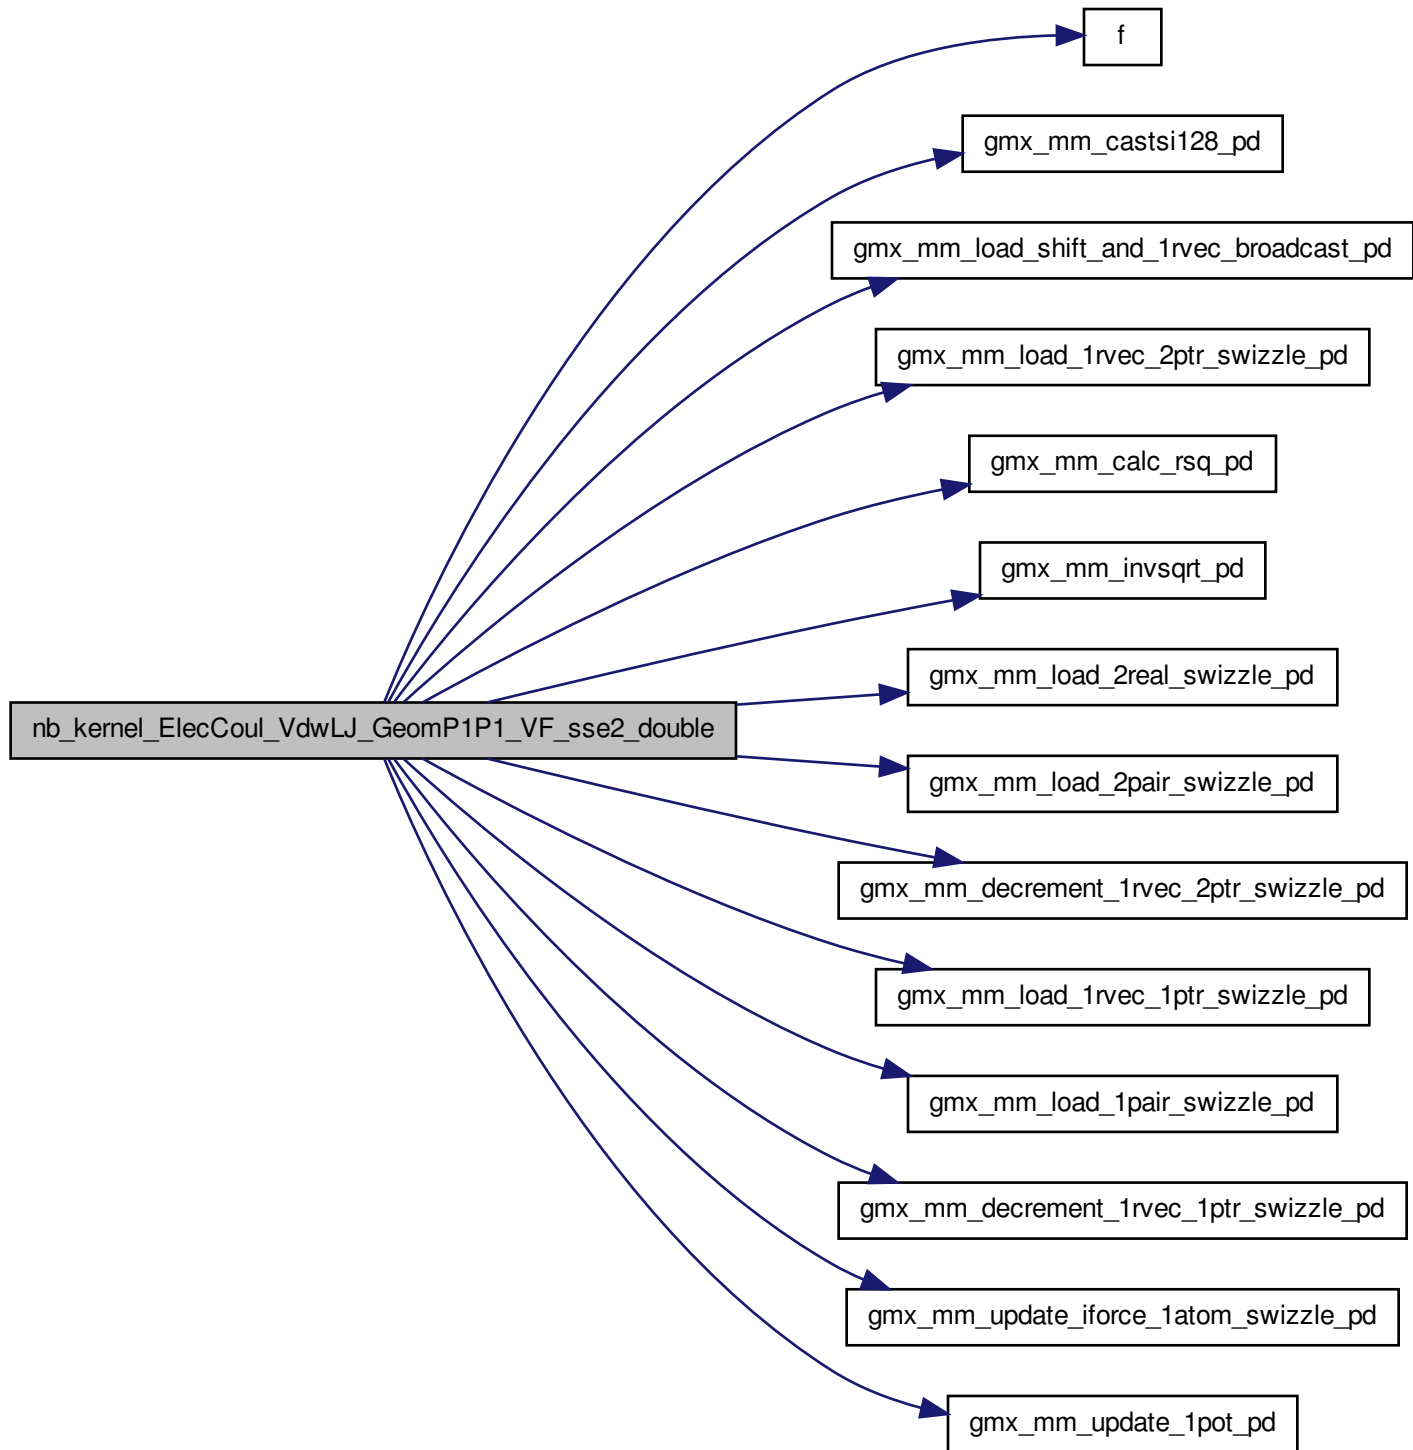 f
gmx_mm_castsi128_pd
gmx_mm_load_shift_and_1rvec_broadcast_pd
gmx_mm_load_1rvec_2ptr_swizzle_pd
gmx_mm_calc_rsq_pd
gmx_mm_invsqrt_pd
gmx_mm_load_2real_swizzle_pd
nb_kernel_ElecCoul_VdwLJ_GeomP1P1_VF_sse2_double
gmx_mm_load_2pair_swizzle_pd
gmx_mm_decrement_1rvec_2ptr_swizzle_pd
gmx_mm_load_1rvec_1ptr_swizzle_pd
gmx_mm_load_1pair_swizzle_pd
gmx_mm_decrement_1rvec_1ptr_swizzle_pd
gmx_mm_update_iforce_1atom_swizzle_pd
gmx_mm_update_1pot_pd